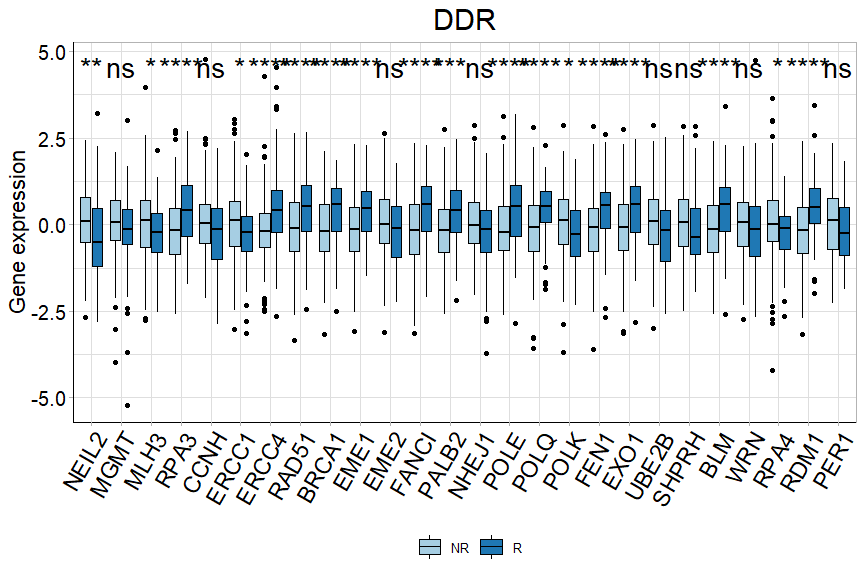 DDR
5.0
2.5
0.0
-2.5
-5.0
Gene expression
** ns * **** ns * **** **** **** **** ns **** *** ns **** **** * **** **** ns ns **** ns * **** ns
NEIL2
MGMT
MLH3
RPA3
CCNH
ERCC1
ERCC4
RAD51
BRCA1
EME1
EME2
FANCI
PALB2
NHEJ1
POLE
POLQ
POLK
FEN1
EXO1
UBE2B
SHPRH
BLM
WRN
RPA4
RDM1
PER1
NR R